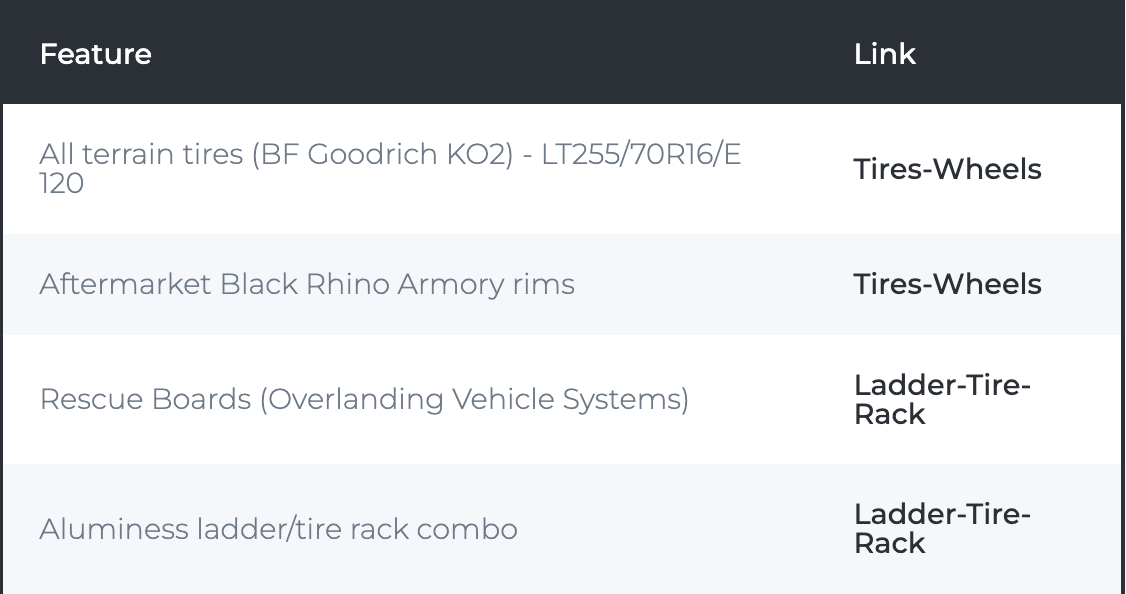 Feature Link
All terrain tires (BF Goodrich KO2) - LT255/70R16/E
120
Tires-Wheels
Aftermarket Black Rhino Armory rims Tires-Wheels
Rescue Boards (Overlanding Vehicle Systems)
Ladder-Tire-
Rack
Aluminess ladder/tire rack combo
Ladder-Tire-
Rack